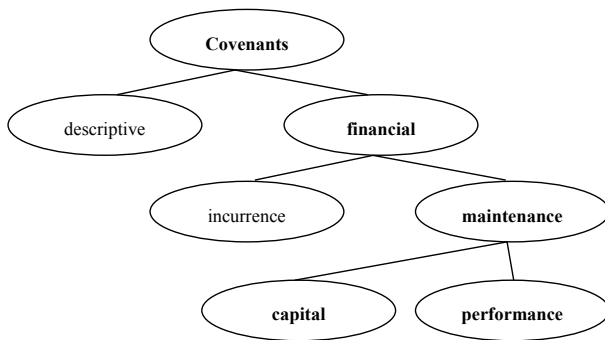 Covenants
descriptive
financial
incurrence
maintenance
capital
performance